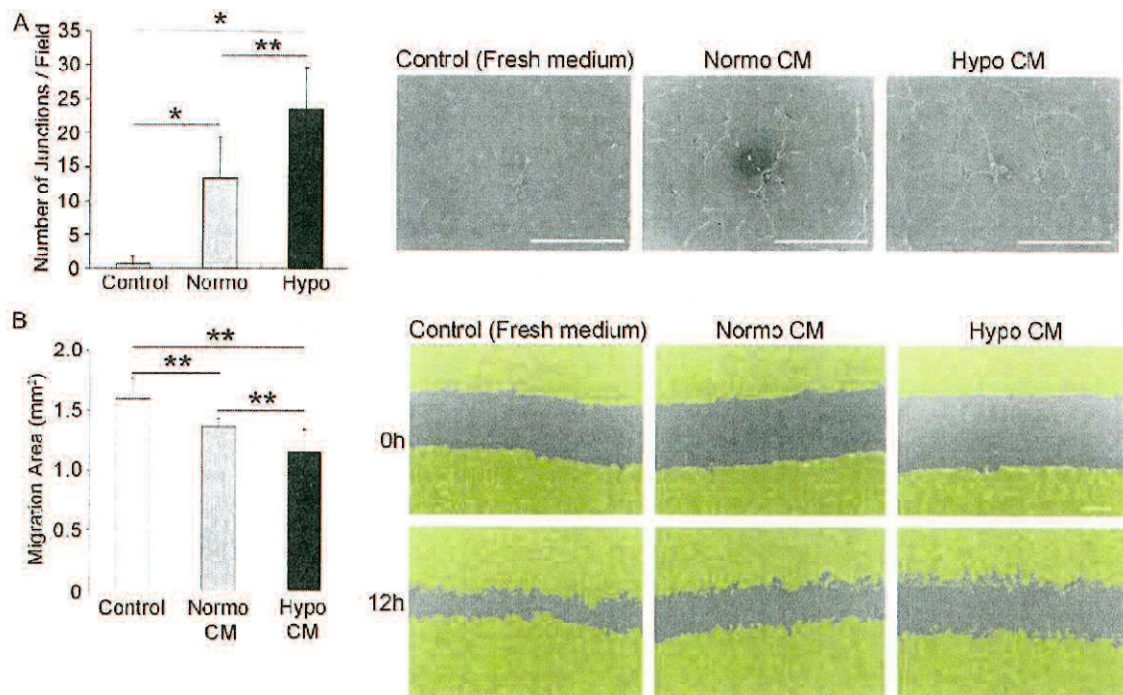 A
Number of Junctions / Field
35
30
25
20
15
10
5
0
*
**
*
Control
Normo
Hypo
Control (Fresh medium)
Normo CM
Hypo CM
B
Migration Area (mm²)
2.0
1.5
1.0
0.5
0
**
**
**
Control
Normo CM
Hypo CM
Control (Fresh medium)
Normo CM
Hypo CM
0h
12h